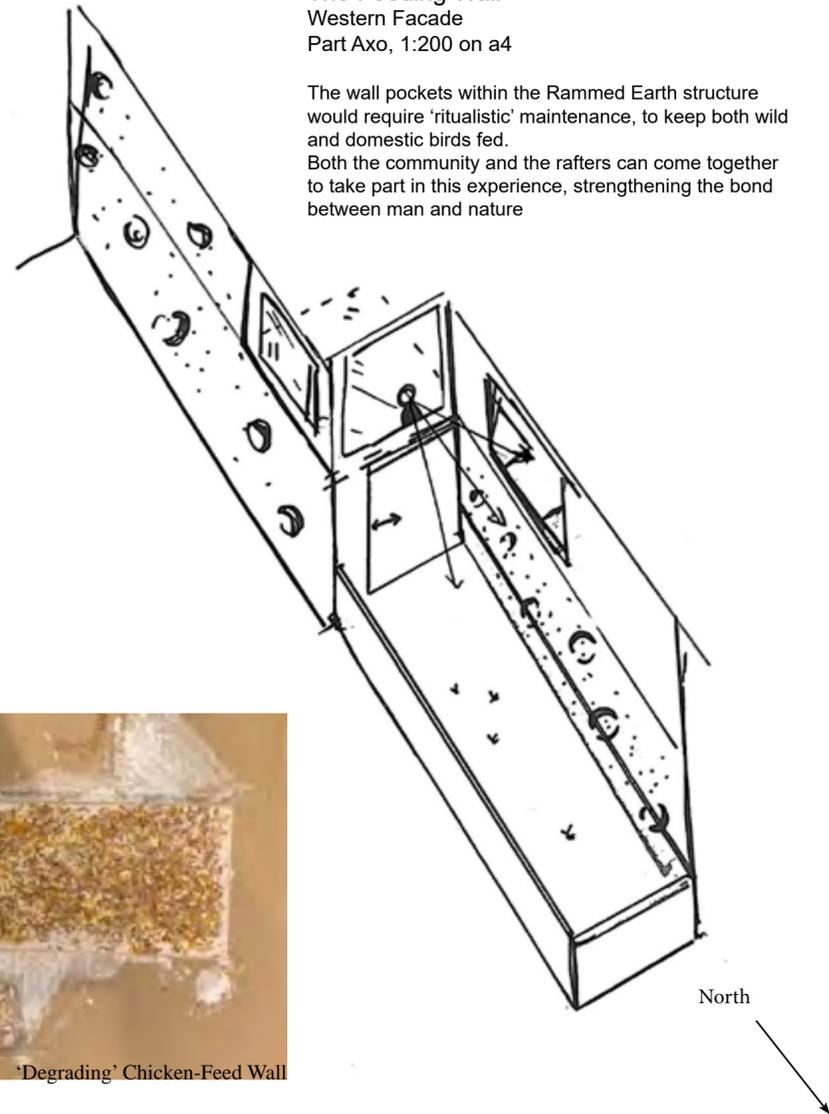 Western Facade
Part Axo, 1:200 on a4
The wall pockets within the Rammed Earth structure
would require ‘ritualistic’ maintenance, to keep both wild
and domestic birds fed.
Both the community and the rafters can come together
to take part in this experience, strengthening the bond
between man and nature
North
‘Degrading’ Chicken-Feed Wall